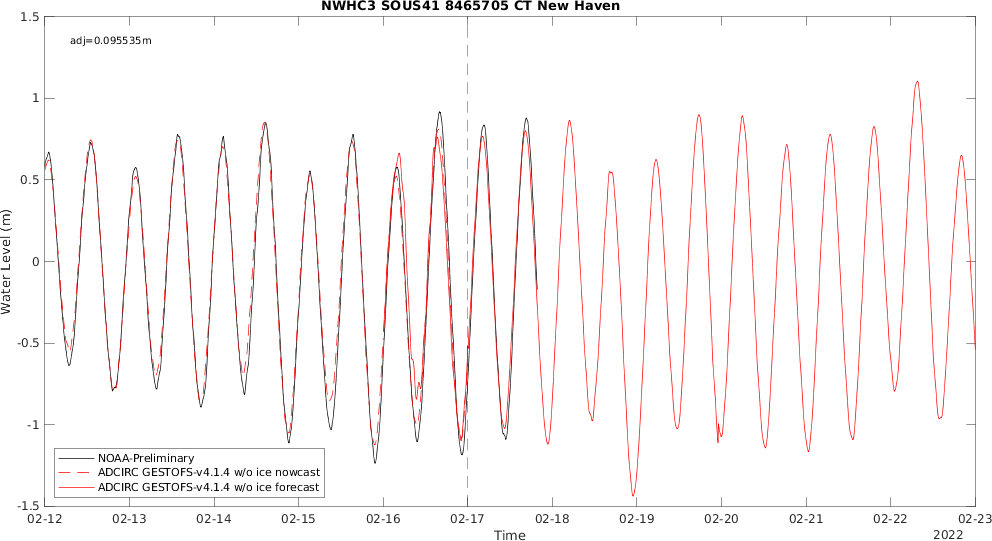 NWHC3 SOUS41 8465705 CT New Haven
1.5
adj=0.095535m
1
0.5
0
-0.5
-1
-1.5
Water Level (m)
NOAA-Preliminary
ADCIRC GESTOFS-v4.1.4 w/o ice nowcast
ADCIRC GESTOFS-v4.1.4 w/o ice forecast
02-12 02-13 02-14 02-15 02-16 02-17 02-18 02-19 02-20 02-21 02-22 02-23
Time
2022